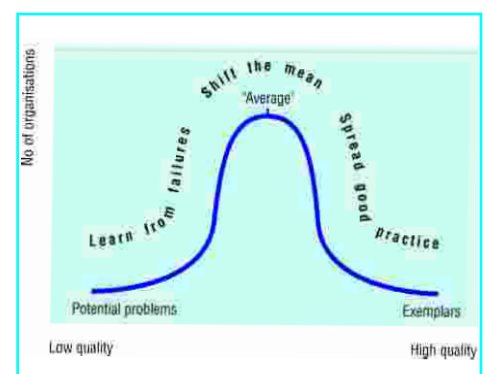 No of organisations
Learn from failures
Shift the mean
"Average"
Spread good practice
Potential problems
Exemplars
Low quality
High quality